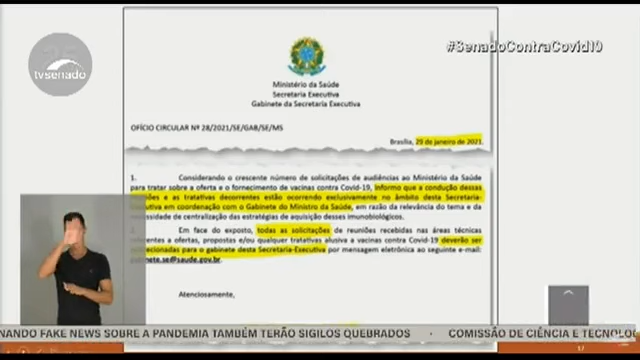 tvsenado
#SenadoContraCovid19
Ministério da Saúde
Secretaria Executiva
Gabinete da Secretaria Executiva
OFÍCIO CIRCULAR Nº 28/2021/SE/GAB/SE/MS
Brasília, 29 de janeiro de 2021.
1. Considerando o crescente número de solicitações de audiências ao Ministério da Saúde
para tratar sobre a oferta e o fornecimento de vacinas contra Covid-19, informo que a condução dessas
e as tratativas decorrentes estão ocorrendo exclusivamente no âmbito desta Secretaria-
Executiva em coordenação com o Gabinete do Ministro da Saúde, em razão da relevância do tema e da
necessidade de centralização das estratégias de aquisição desses imunobiológicos.
2. Em face do exposto, todas as solicitações de reuniões recebidas nas áreas técnicas
referentes a ofertas, propostas e/ou qualquer tratativas alusiva a vacinas contra Covid-19 deverão ser
direcionadas para o gabinete desta Secretaria-Executiva por mensagem eletrônica ao seguinte e-mail:
gabinete.se@saude.gov.br.
Atenciosamente,
NANDO FAKE NEWS SOBRE A PANDEMIA TAMBÉM TERÃO SIGILOS QUEBRADOS • COMISSÃO DE CIÊNCIA E TECNOLOG